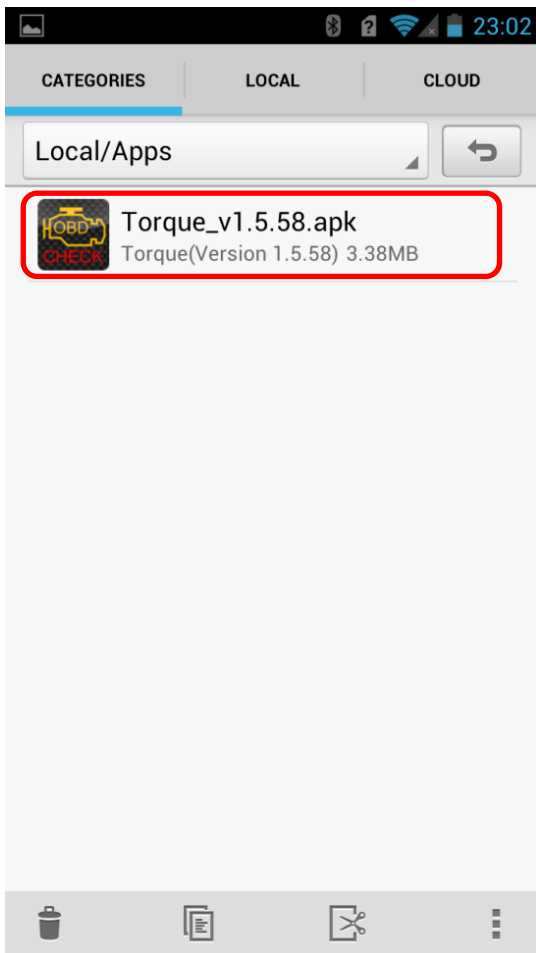 23:02
CATEGORIES LOCAL CLOUD
Local/Apps
OBD
CHECK
Torque_v1.5.58.apk
Torque(Version 1.5.58) 3.38MB